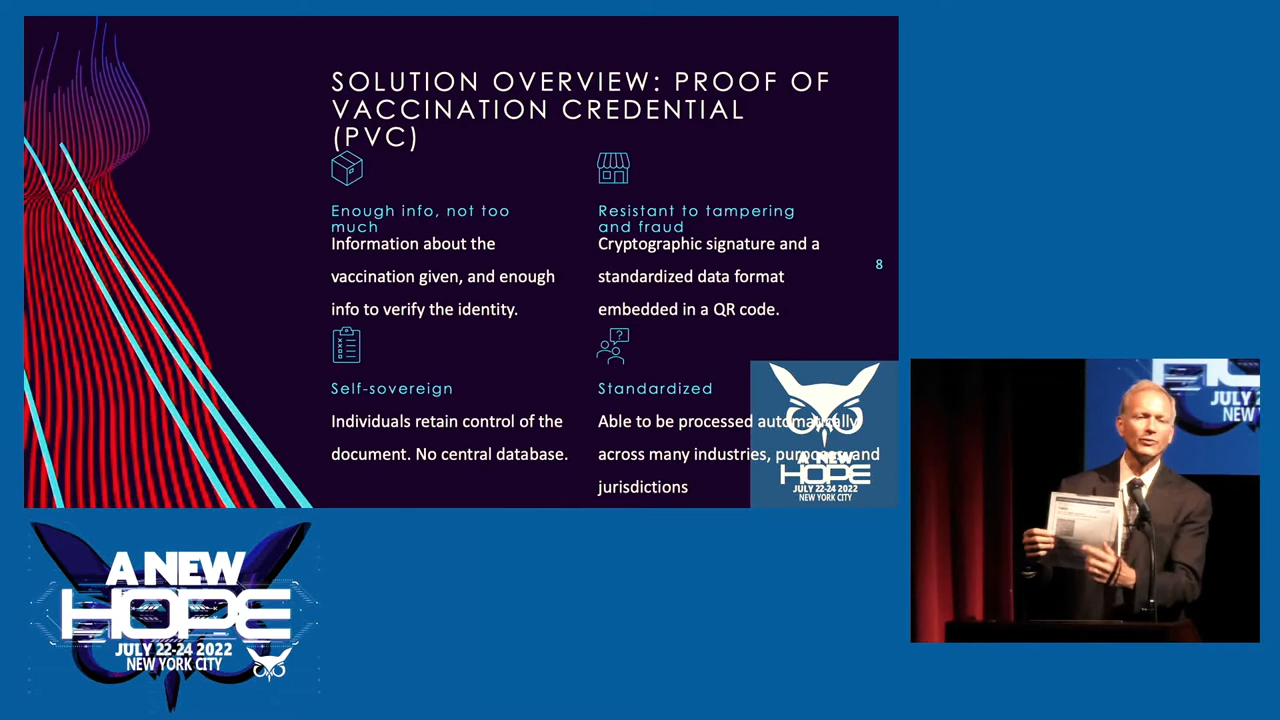 SOLUTION OVERVIEW: PROOF OF
VACCINATION CREDENTIAL
(PVC)
Enough info, not too
much
Information about the
vaccination given, and enough
info to verify the identity.
Resistant to tampering
and fraud
Cryptographic signature and a
standardized data format
embedded in a QR code.
8
Self-sovereign
Individuals retain control of the
document. No central database.
Standardized
Able to be processed automatically
across many industries, purposes, and
jurisdictions
A NEW
HOPE
JULY 22-24 2022
NEW YORK CITY
A NEW
HOPE
JULY 22-24 2022
NEW YORK CITY
JULY 2
NEW Y